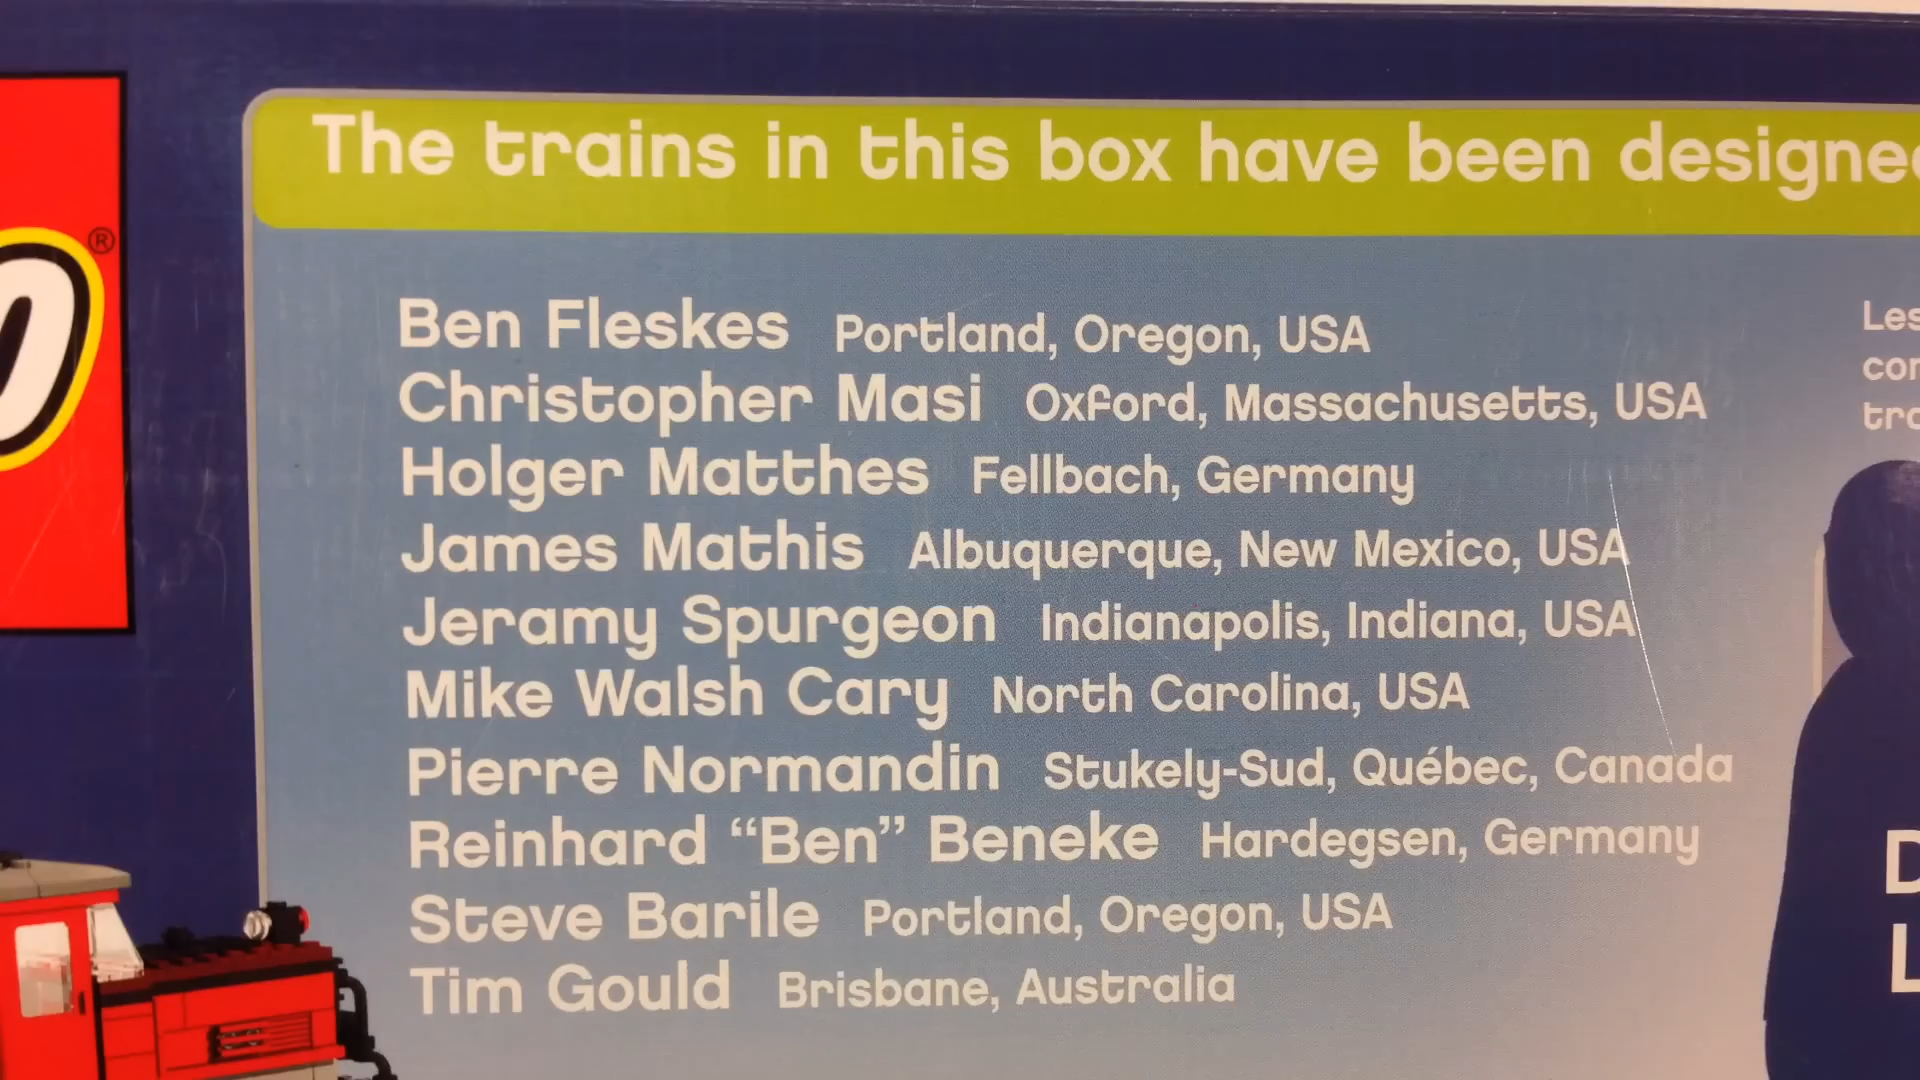 The trains in this box have been designed
Ben Fleskes Portland, Oregon, USA
Christopher Masi Oxford, Massachusetts, USA
Holger Matthes Fellbach, Germany
James Mathis Albuquerque, New Mexico, USA
Jeramy Spurgeon Indianapolis, Indiana, USA
Mike Walsh Cary North Carolina, USA
Pierre Normandin Stukely-Sud, Québec, Canada
Reinhard “Ben” Beneke Hardegsen, Germany
Steve Barile Portland, Oregon, USA
Tim Gould Brisbane, Australia
®